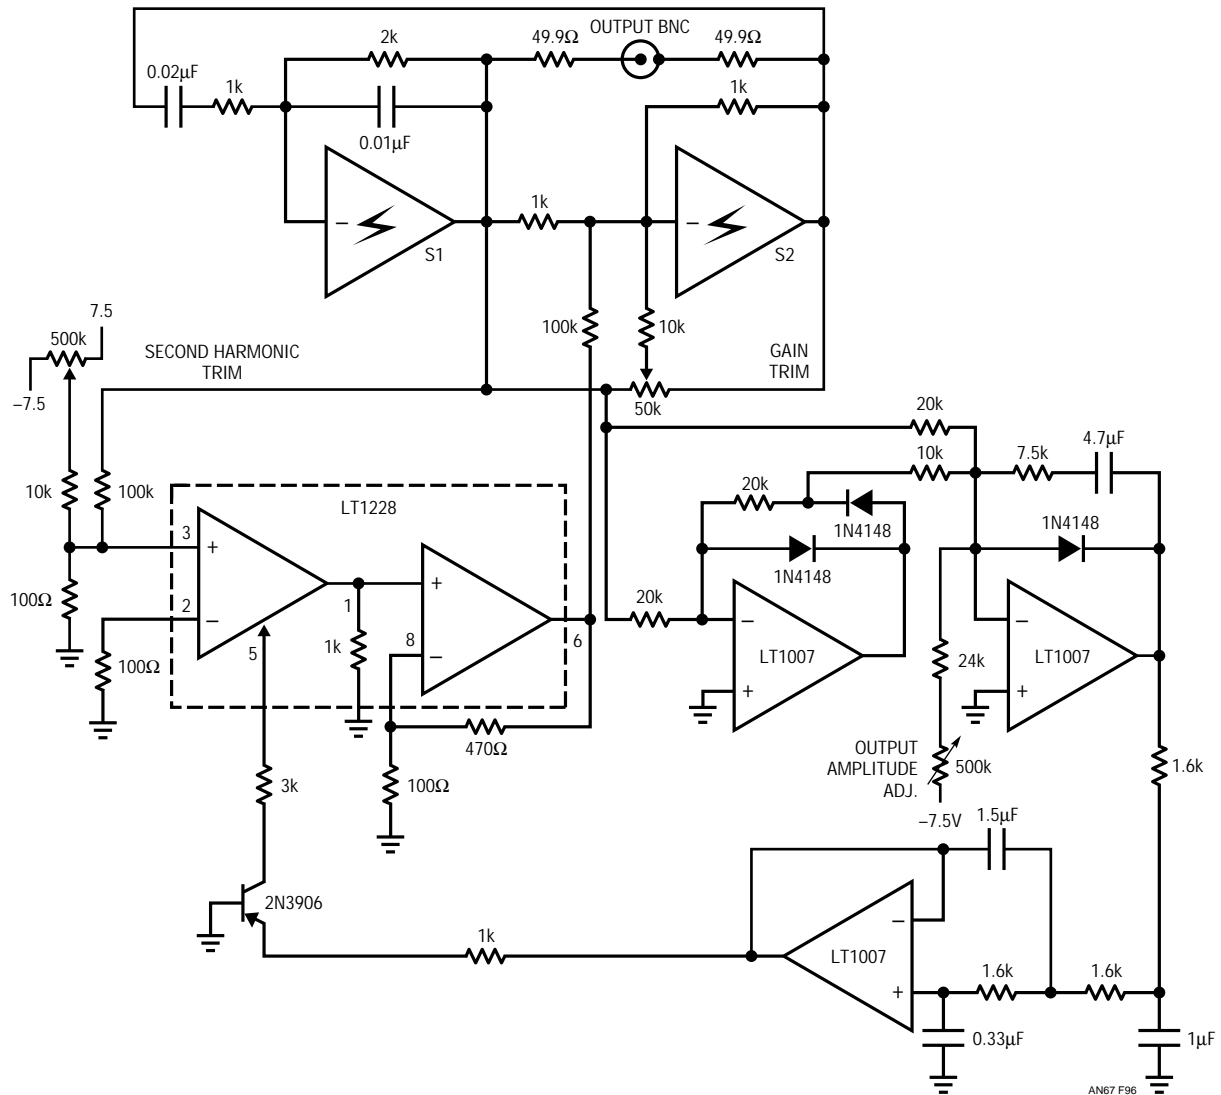 2k
49.9Ω
OUTPUT BNC
49.9Ω
0.02µF
1k
0.01µF
1k
–
S1
1k
–
S2
7.5
500k
–7.5
SECOND HARMONIC
TRIM
100k
10k
GAIN
TRIM
50k
20k
10k
7.5k
4.7µF
10k
100k
LT1228
20k
1N4148
1N4148
1N4148
3
+
2
–
5
1
+
8
–
6
1k
100Ω
100Ω
470Ω
100Ω
20k
–
LT1007
+
–
LT1007
+
24k
OUTPUT
AMPLITUDE
ADJ.
500k
–7.5V
1.6k
3k
2N3906
1k
1.5µF
–
LT1007
+
1.6k
1.6k
0.33µF
1µF
AN67 F96